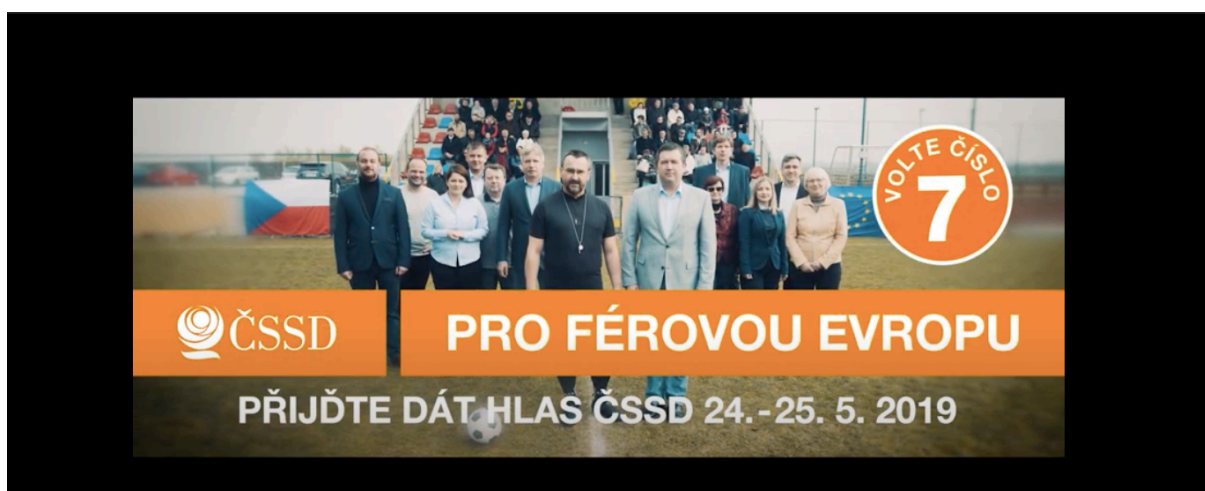 VOLTE ČÍSLO
7
ČSSD
PRO FÉROVOU EVROPU
PŘIJĎTE DÁT HLAS ČSSD 24.-25. 5. 2019